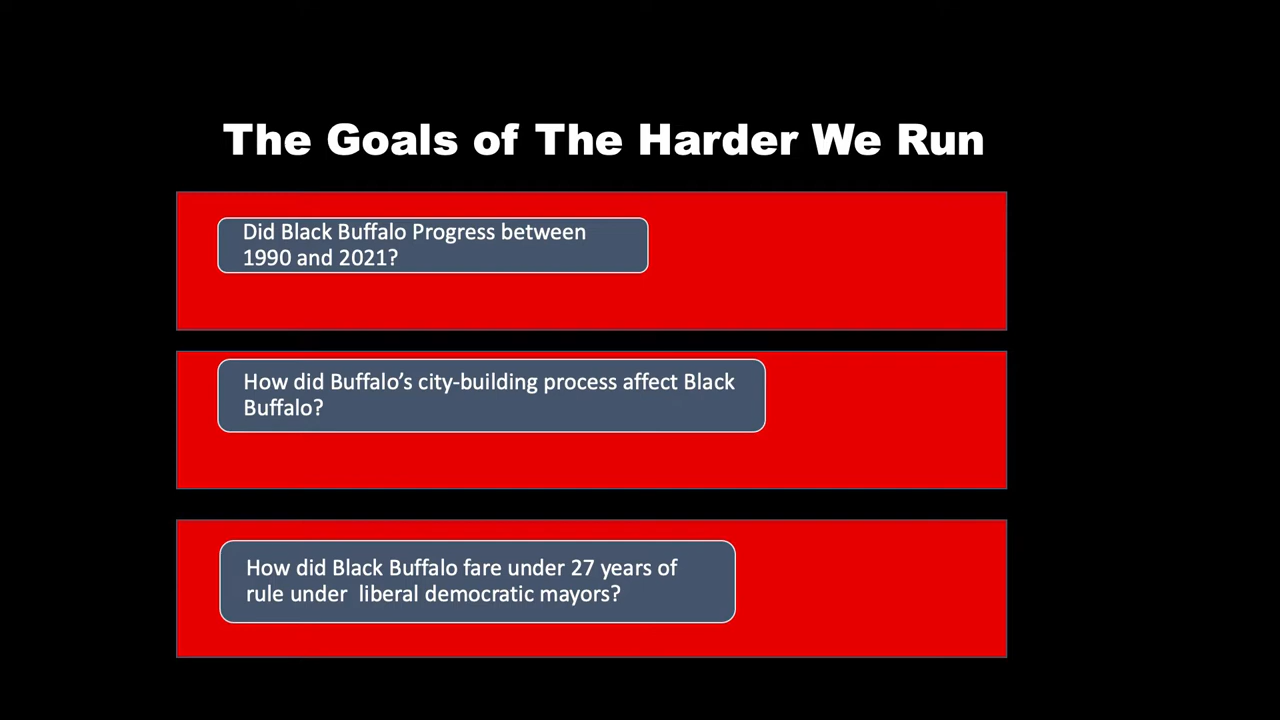 The Goals of The Harder We Run
Did Black Buffalo Progress between
1990 and 2021?
How did Buffalo’s city-building process affect Black
Buffalo?
How did Black Buffalo fare under 27 years of
rule under  liberal democratic mayors?